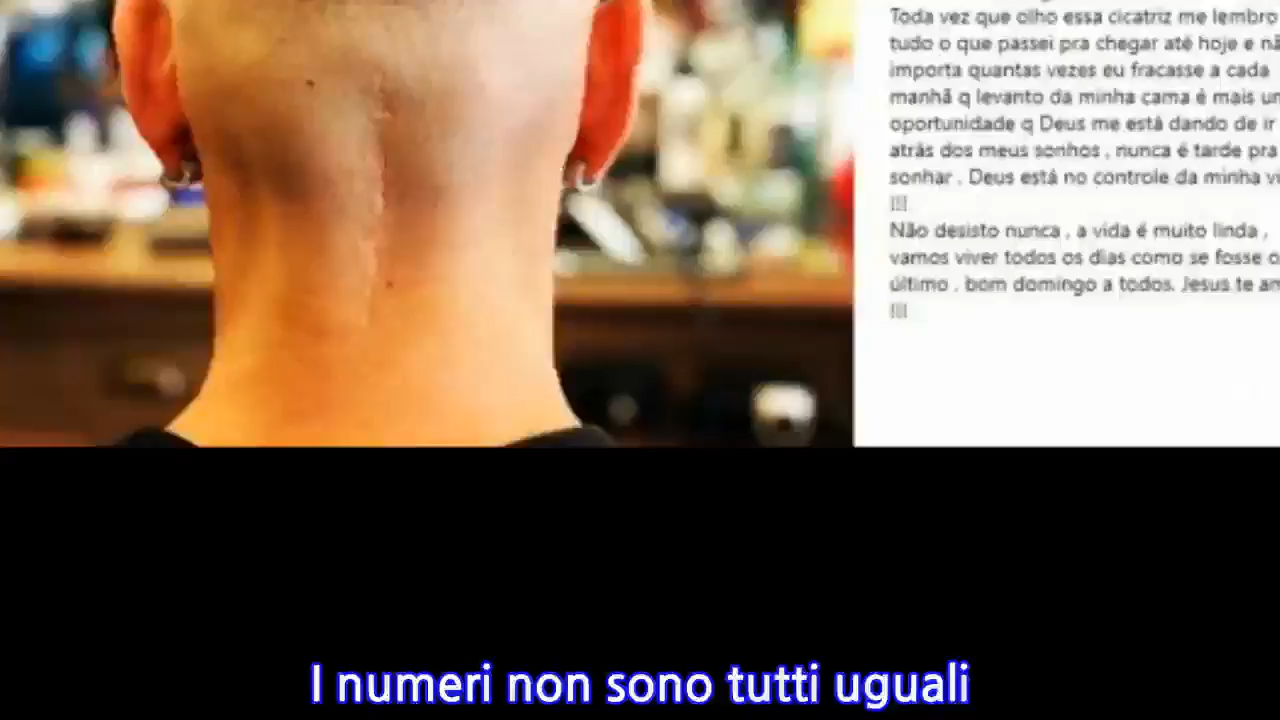 Toda vez que olho essa cicatriz me lembro
tudo o que passei pra chegar até hoje e
importa quantas vezes eu fracasse a cada
manhã q levanto da minha cama é mais
oportunidade q Deus me está dando de ir
atrás dos meus sonhos , nunca é tarde pra
sonhar . Deus está no controle da minha
Não desisto nunca , a vida é muito linda ,
vamos viver todos os dias como se fosse o
último . bom domingo a todos. Jesus te
I numeri non sono tutti uguali